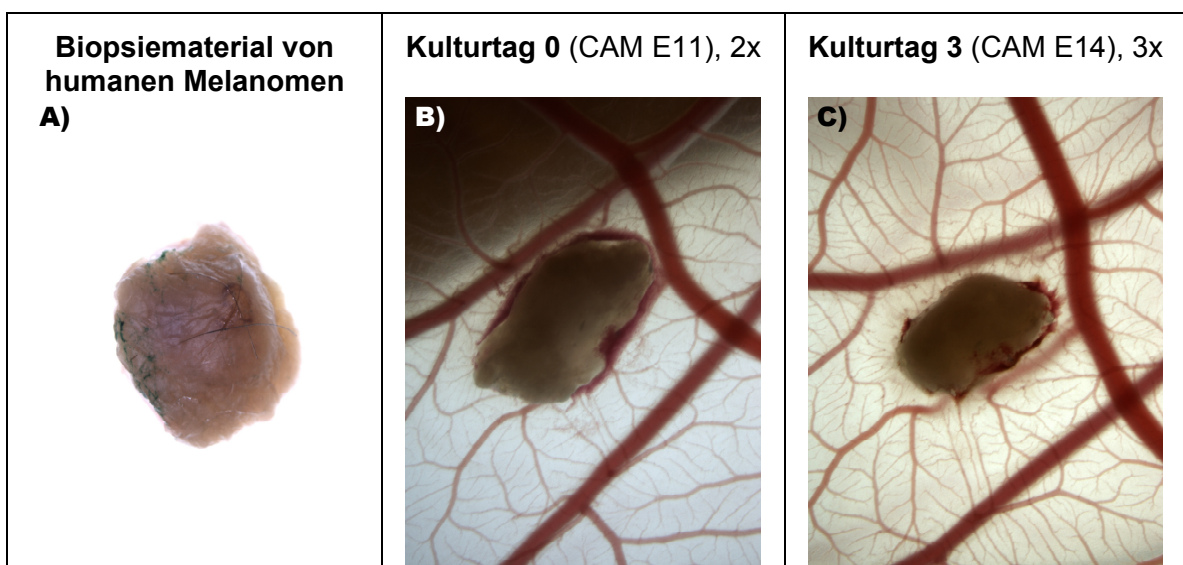 Biopsiematerial von
humanen Melanomen
A)
Kulturtag 0 (CAM E11), 2x
B)
Kulturtag 3 (CAM E14), 3x
C)